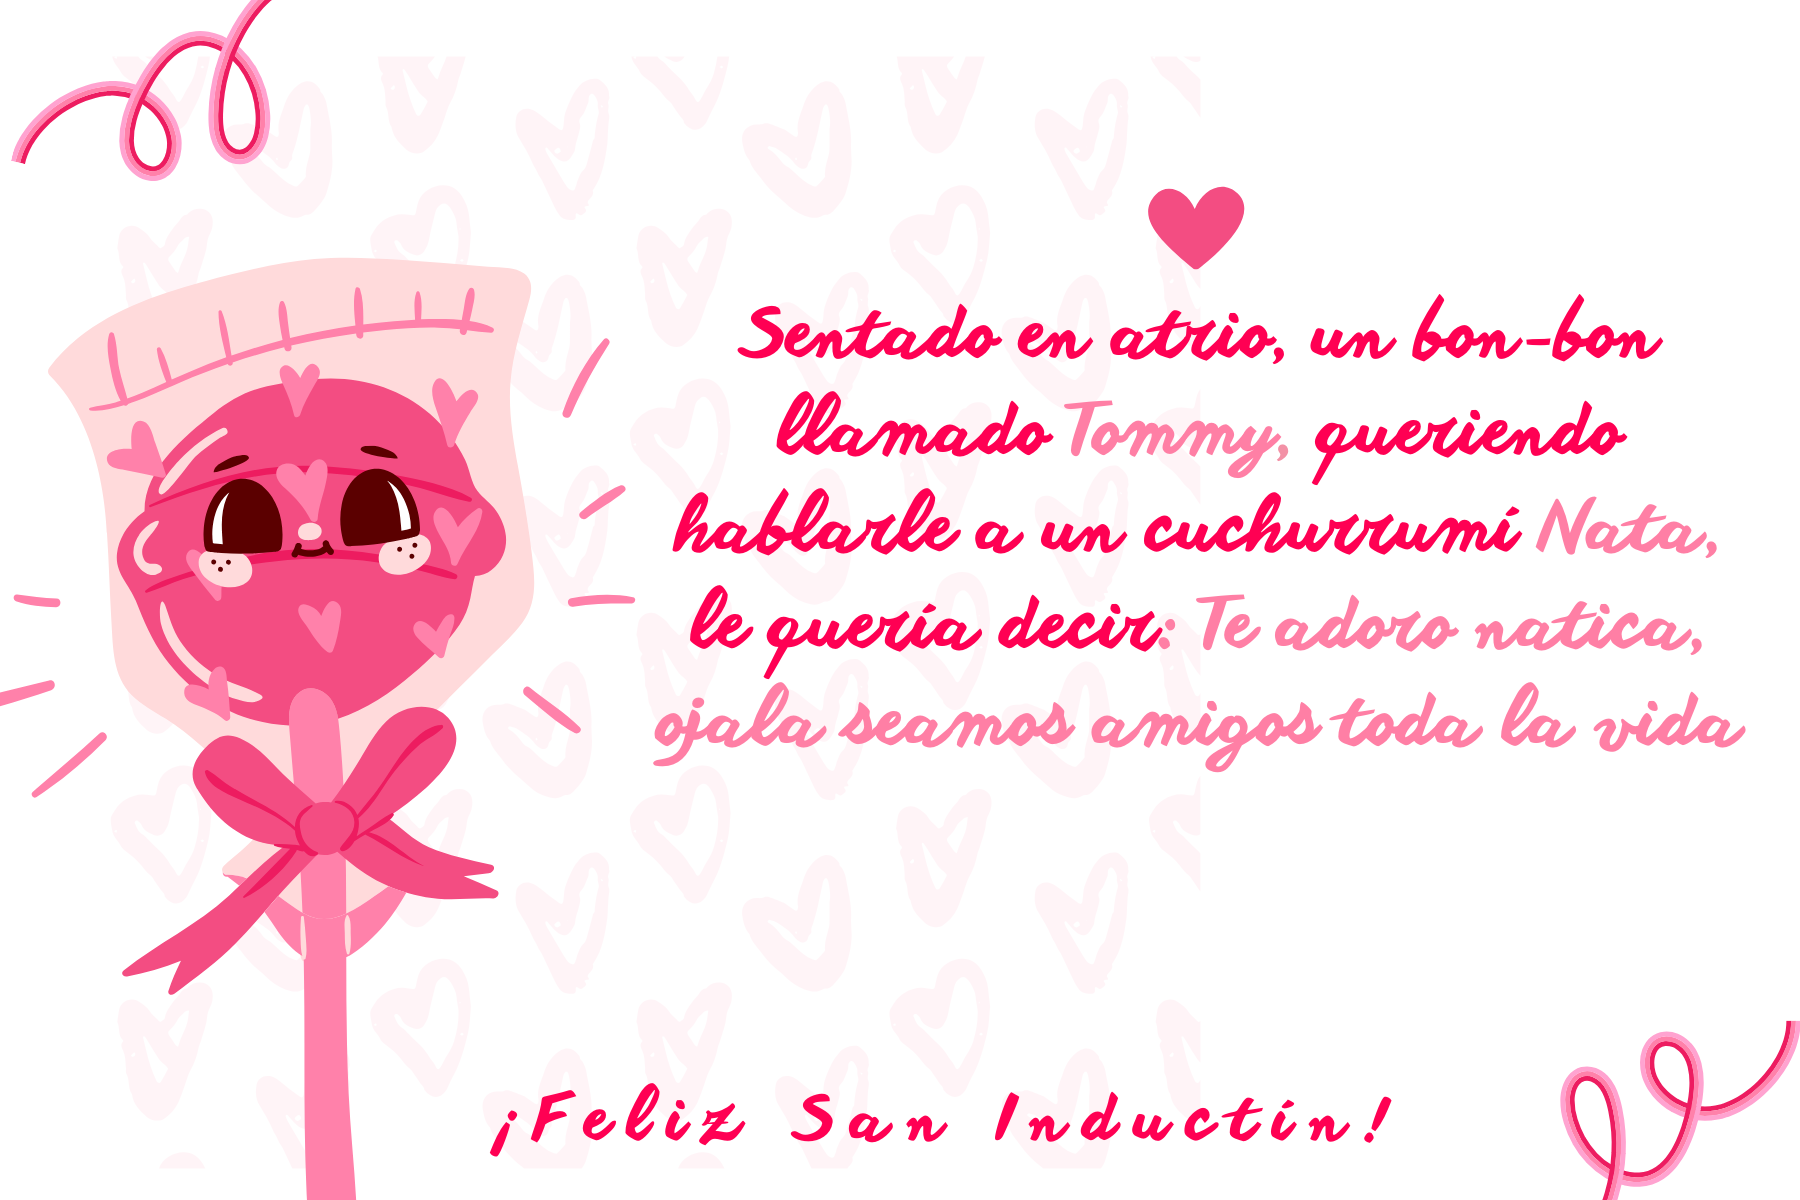 Sentado en atrio, un bon-bon
llamado Tommy, queriendo
hablarle a un cuchurrumí Nata,
le quería decir: Te adoro natica,
ojala seamos amigos toda la vida
¡Feliz San Inductín!